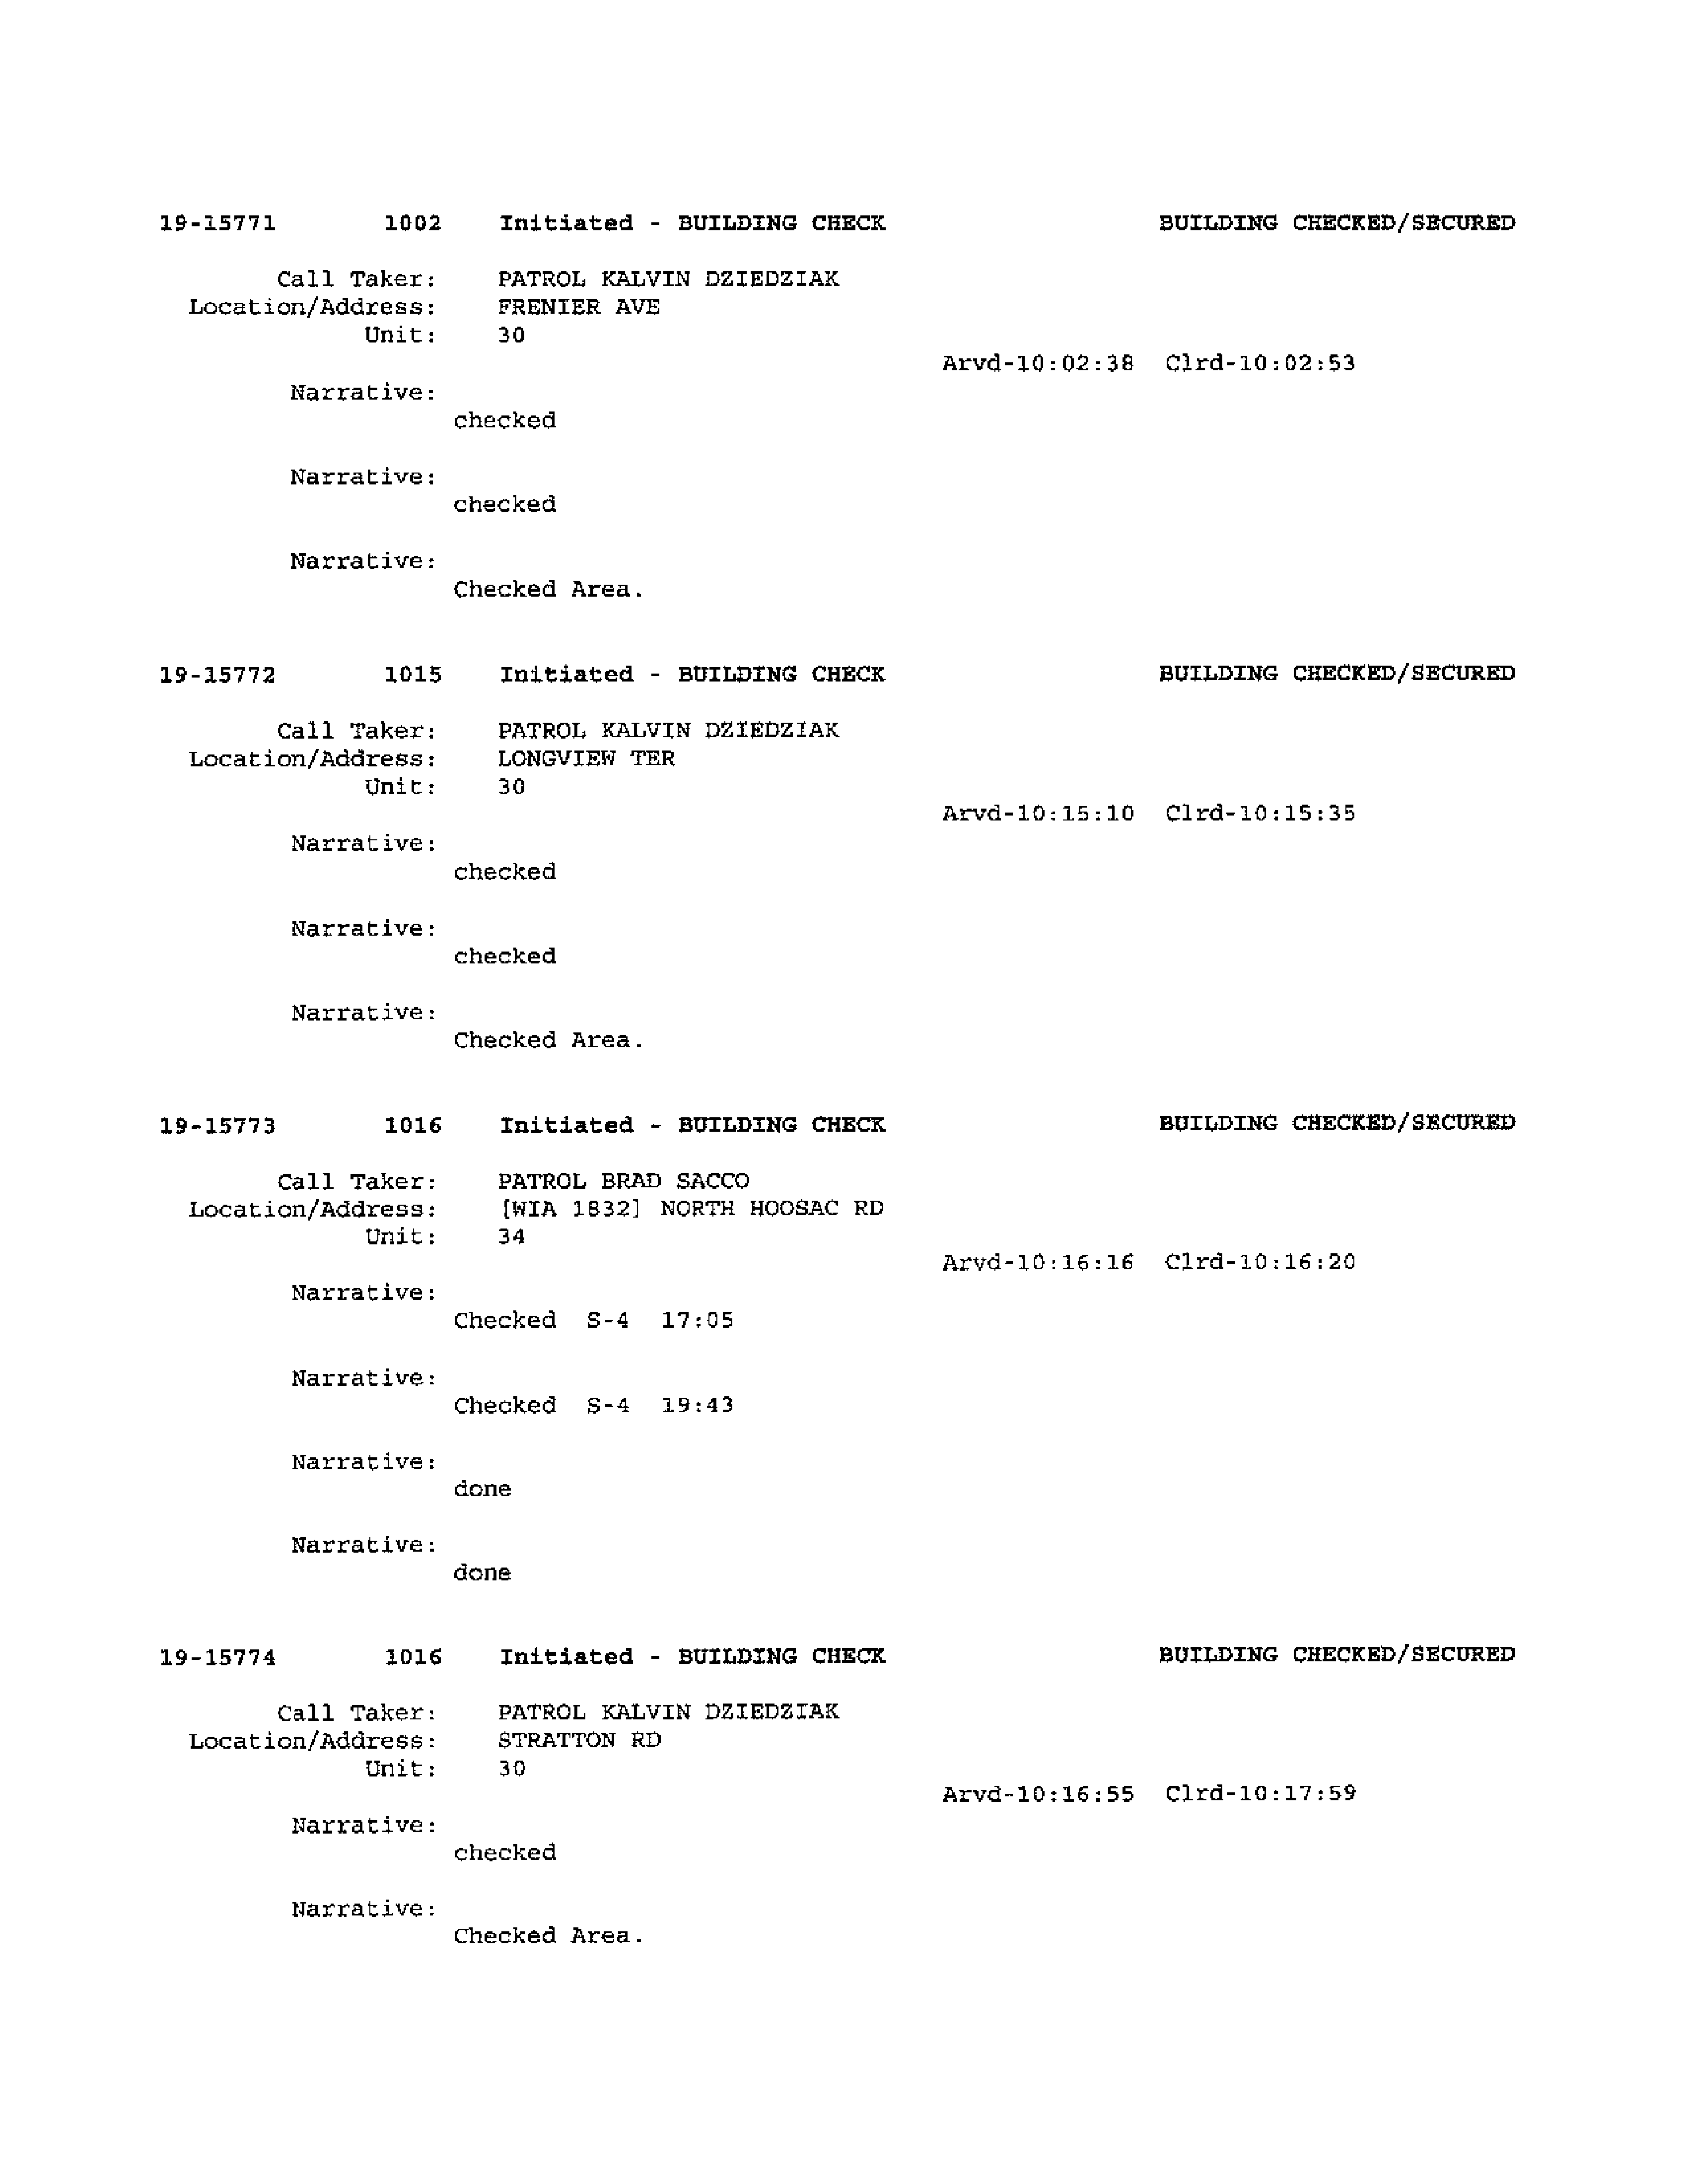 19-15771 1002 Initiated - BUILDING CHECK BUILDING CHECKED/SECURED
Call Taker: PATROL KALVIN DZIEDZIAK
Location/Address: FRENIER AVE
Unit: 30
Arvd-10:02:38 Clrd-10:02:53
Narrative:
checked
Narrative:
checked
Narrative:
Checked Area.
19-15772 1015 Initiated - BUILDING CHECK BUILDING CHECKED/SECURED
Call Taker: PATROL KALVIN DZIEDZIAK
Location/Address: LONGVIEW TER
Unit: 30
Arvd-10:15:10 Clrd-10:15:35
Narrative:
checked
Narrative:
checked
Narrative:
Checked Area.
19-15773 1016 Initiated - BUILDING CHECK BUILDING CHECKED/SECURED
Call Taker: PATROL BRAD SACCO
Location/Address: [WIA 1832] NORTH HOOSAC RD
Unit: 34
Arvd-10:16:16 Clrd-10:16:20
Narrative:
Checked S-4 17:05
Narrative:
Checked S-4 19:43
Narrative:
done
Narrative:
done
19-15774 1016 Initiated - BUILDING CHECK BUILDING CHECKED/SECURED
Call Taker: PATROL KALVIN DZIEDZIAK
Location/Address: STRATTON RD
Unit: 30
Arvd-10:16:55 Clrd-10:17:59
Narrative:
checked
Narrative:
Checked Area.